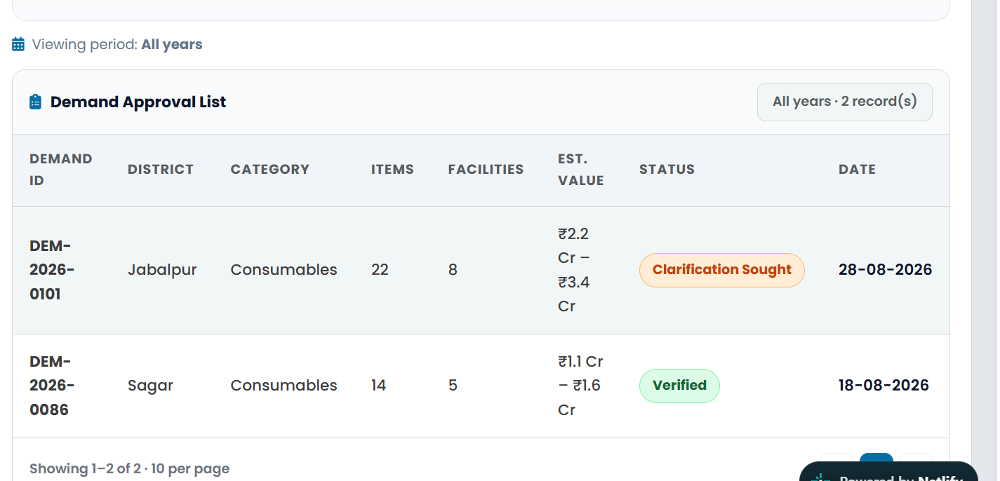 Viewing period: All years
Demand Approval List
All years · 2 record(s)
DEMAND
ID
DISTRICT
CATEGORY
ITEMS
FACILITIES
EST.
VALUE
STATUS
DATE
DEM-
2026-
0101
Jabalpur
Consumables
22
8
₹2.2
Cr –
₹3.4
Cr
Clarification Sought
28-08-2026
DEM-
2026-
0086
Sagar
Consumables
14
5
₹1.1 Cr
– ₹1.6
Cr
Verified
18-08-2026
Showing 1–2 of 2 · 10 per page
Powered by Netlify